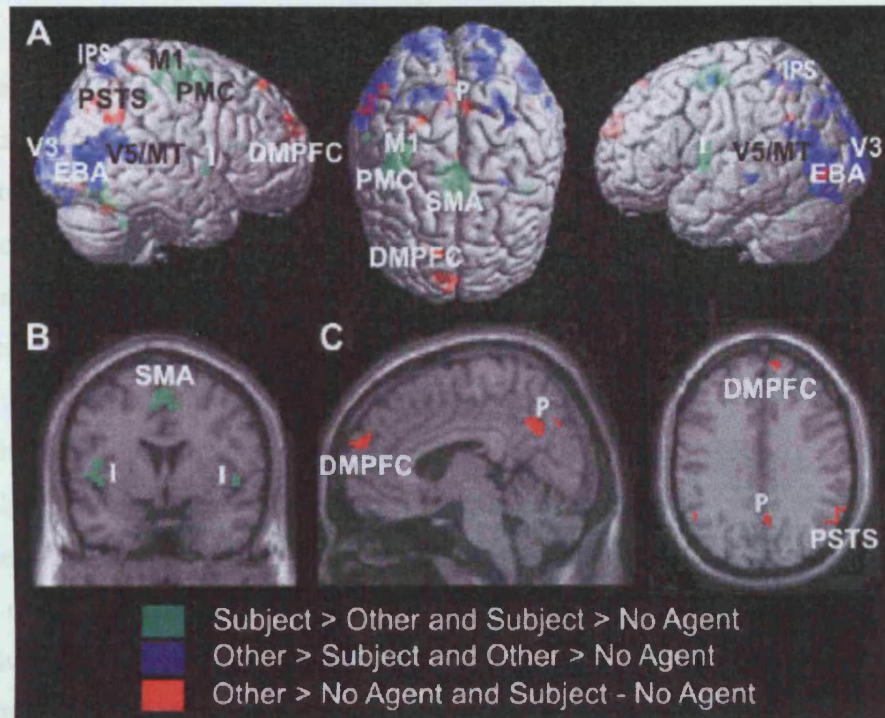 A
IPS
M1
PMC
PSTS
V3
V5/MT
I
DMPFC
EBA
P
M1
PMC
SMA
DMPFC
IPS
I
V5/MT
V3
EBA
B
SMA
I
I
C
P
DMPFC
DMPFC
P
PSTS
Subject > Other and Subject > No Agent
Other > Subject and Other > No Agent
Other > No Agent and Subject - No Agent